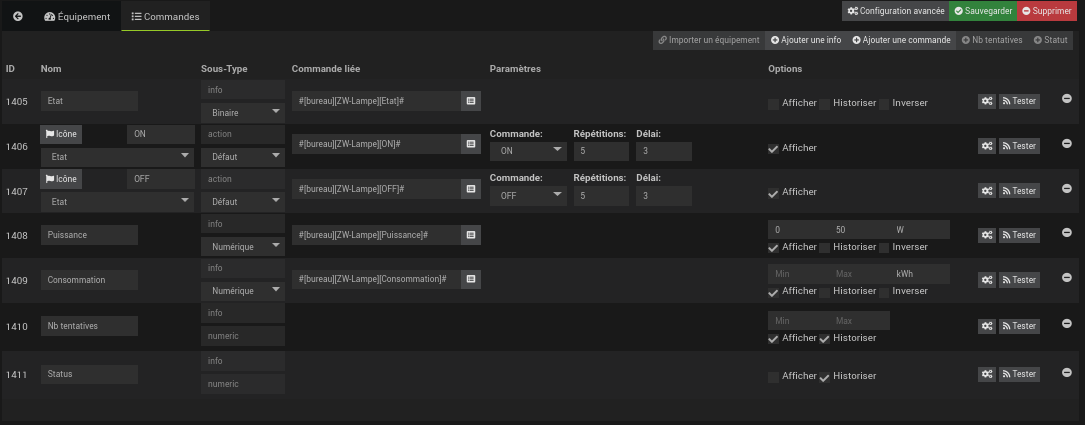 Équipement Commandes Configuration avancée Sauvegarder Supprimer
Importer un équipement Ajouter une info Ajouter une commande Nb tentatives Statut
ID Nom Sous-Type Commande liée Paramètres Options
1405 Etat info Binaire #[bureau][ZW-Lampe][Etat]# Afficher Historiser Inverser Tester
1406 Icône ON Etat action Défaut #[bureau][ZW-Lampe][ON]# Commande: ON Répétitions: 5 Délai: 3 Afficher Tester
1407 Icône OFF Etat action Défaut #[bureau][ZW-Lampe][OFF]# Commande: OFF Répétitions: 5 Délai: 3 Afficher Tester
1408 Puissance info Numérique #[bureau][ZW-Lampe][Puissance]# 0 50 W Afficher Historiser Inverser Tester
1409 Consommation info Numérique #[bureau][ZW-Lampe][Consommation]# Min Max kWh Afficher Historiser Inverser Tester
1410 Nb tentatives info numeric Min Max Afficher Historiser Tester
1411 Status info numeric Afficher Historiser Tester